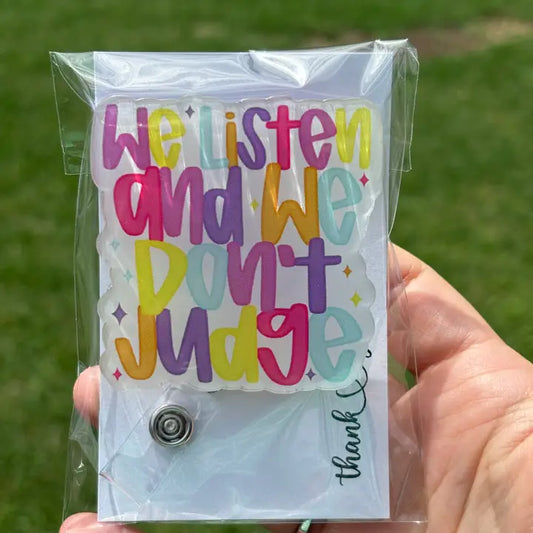 We Listen
and We
Don't
Judge
thank